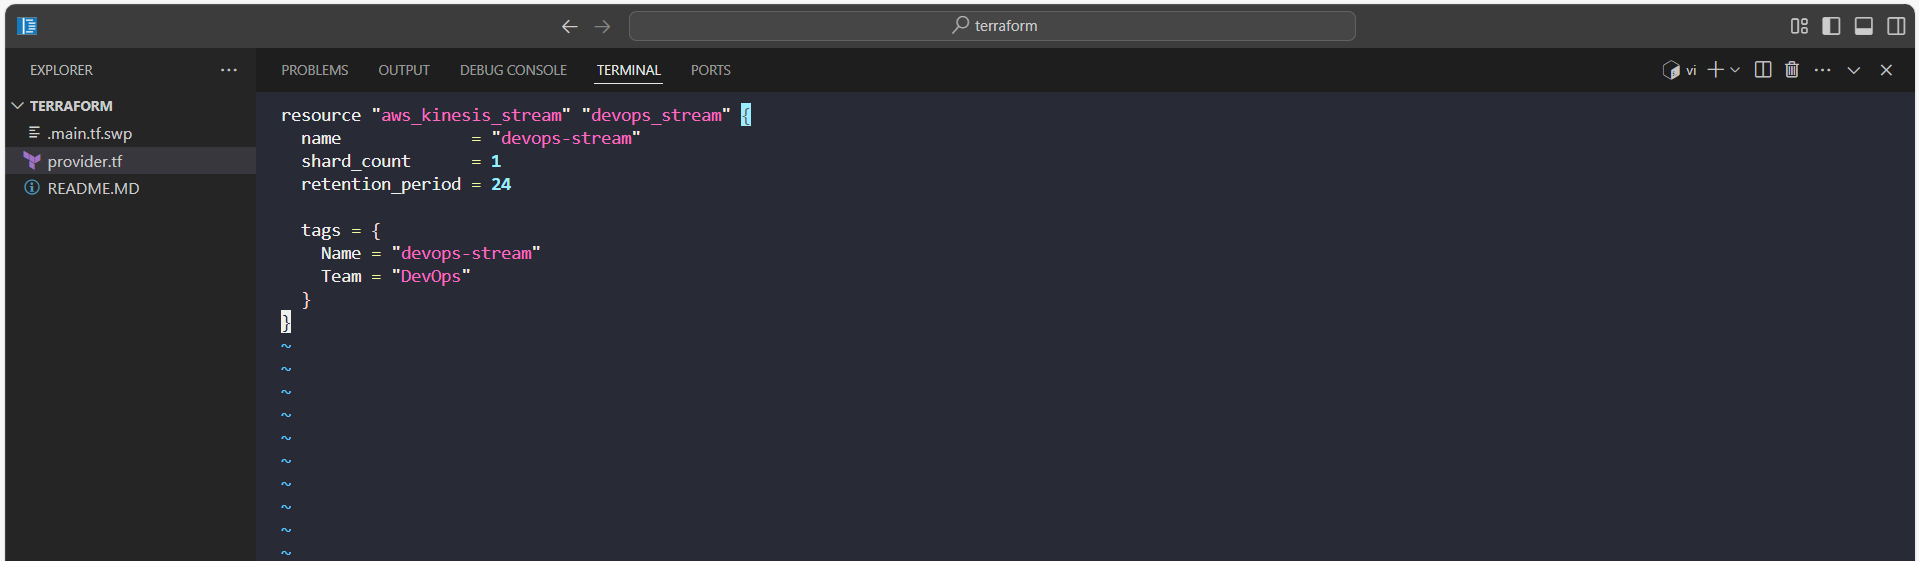 terraform
EXPLORER ...
PROBLEMS OUTPUT DEBUG CONSOLE TERMINAL PORTS
vi
TERRAFORM
.main.tf.swp
provider.tf
README.MD
resource "aws_kinesis_stream" "devops_stream" {
  name             = "devops-stream"
  shard_count      = 1
  retention_period = 24

  tags = {
    Name = "devops-stream"
    Team = "DevOps"
  }
}
~
~
~
~
~
~
~
~
~
~